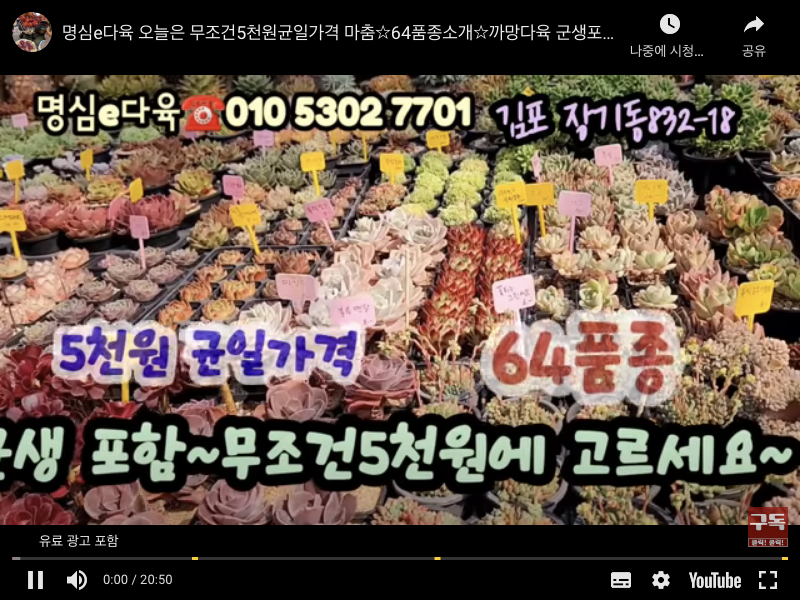 명심e다육 오늘은 무조건5천원균일가격 마춤☆64품종소개☆까망다육 군생포...
나중에 시청...
공유
명심e다육☎010 5302 7701
김포 장기동832-18
5천원 균일가격
64품종
군생 포함~무조건5천원에 고르세요~
유료 광고 포함
구독
클릭! 클릭!
0:00 / 20:50
YouTube